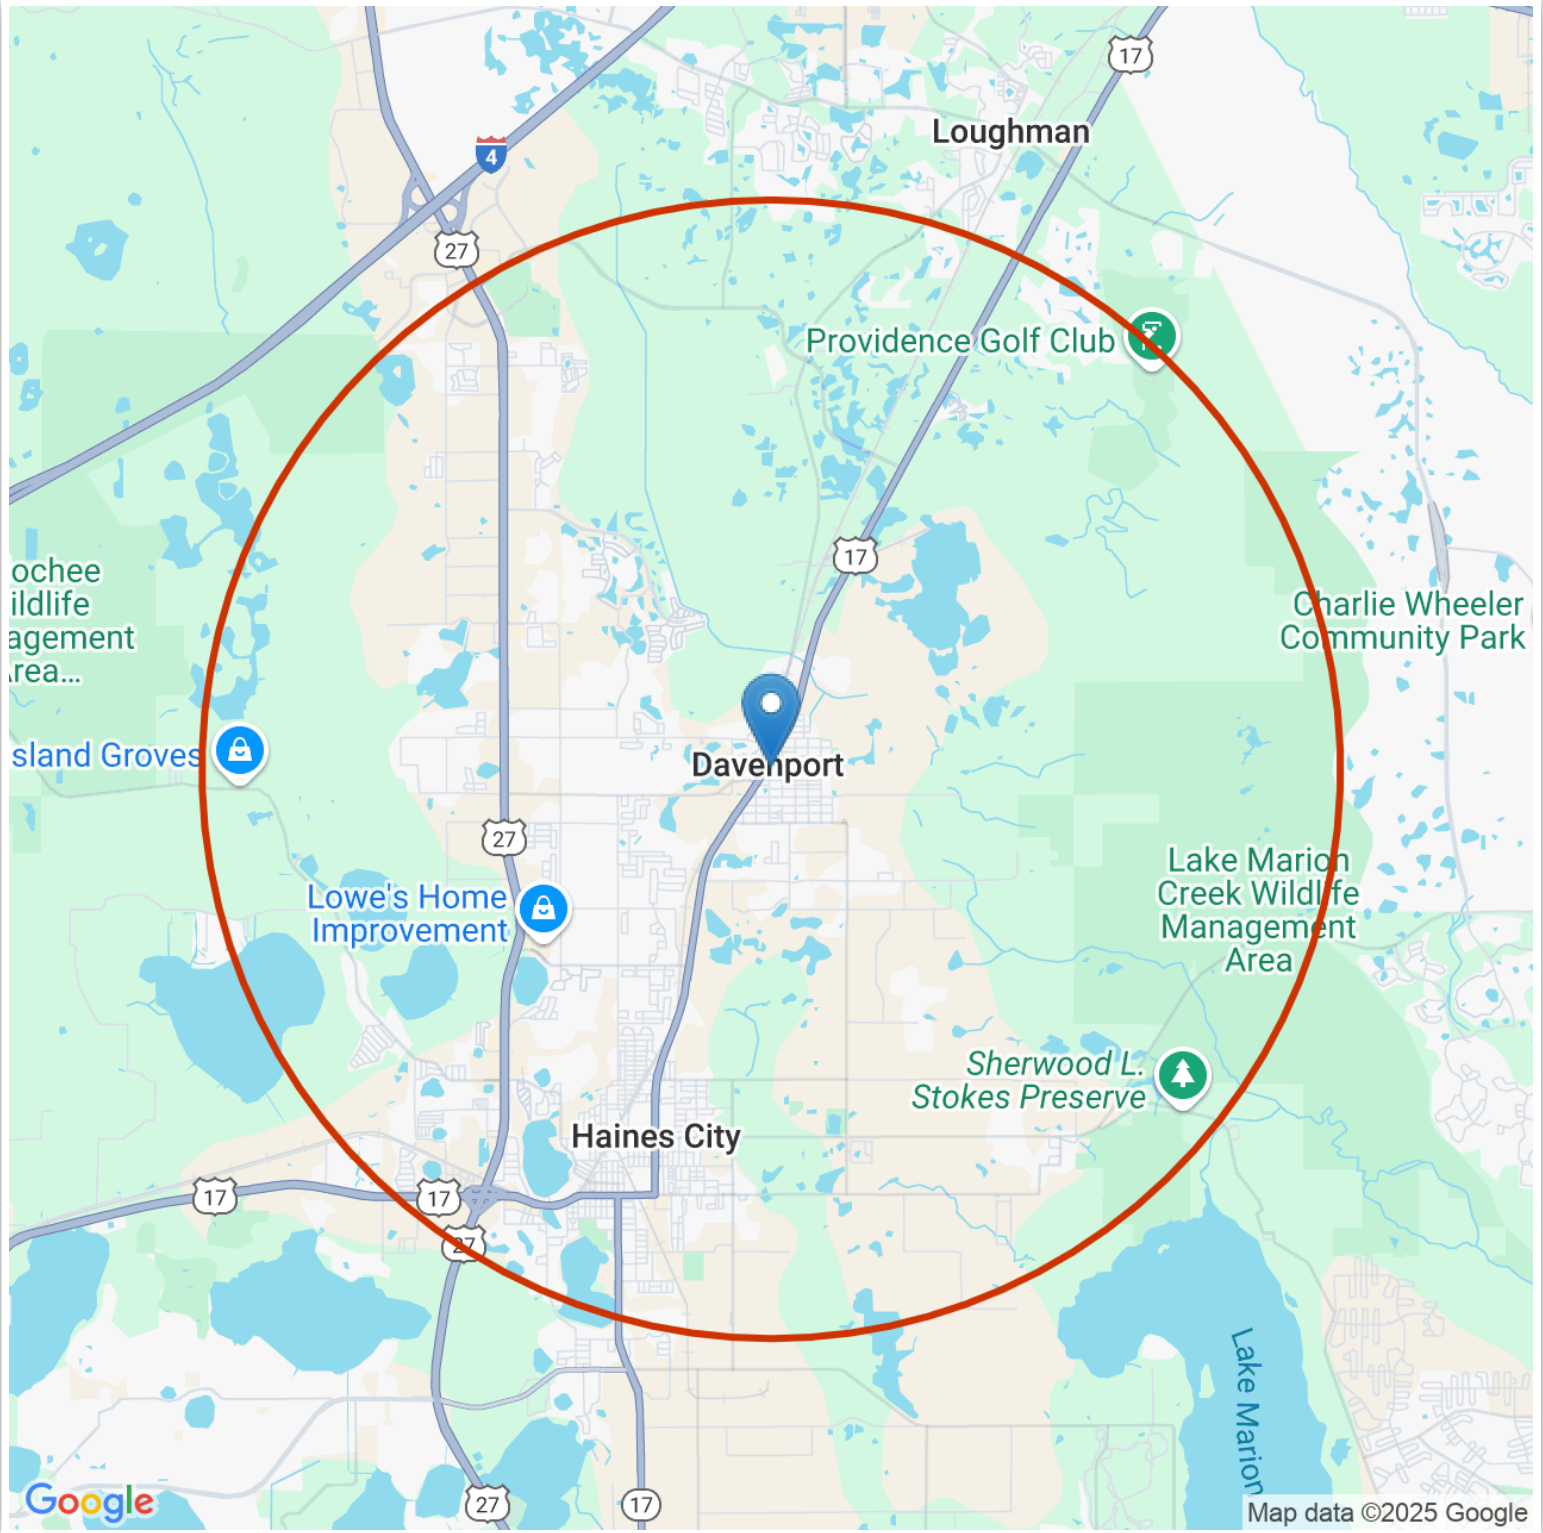 17
Loughman
4
27
Providence Golf Club
17
ochee
ildlife
agement
Area...
Charlie Wheeler
Community Park
sland Groves
Davenport
27
Lake Marion
Creek Wildlife
Management
Area
Lowe's Home
Improvement
Sherwood L.
Stokes Preserve
Haines City
17
17
27
Lake Marion
27
17
Google
Map data ©2025 Google